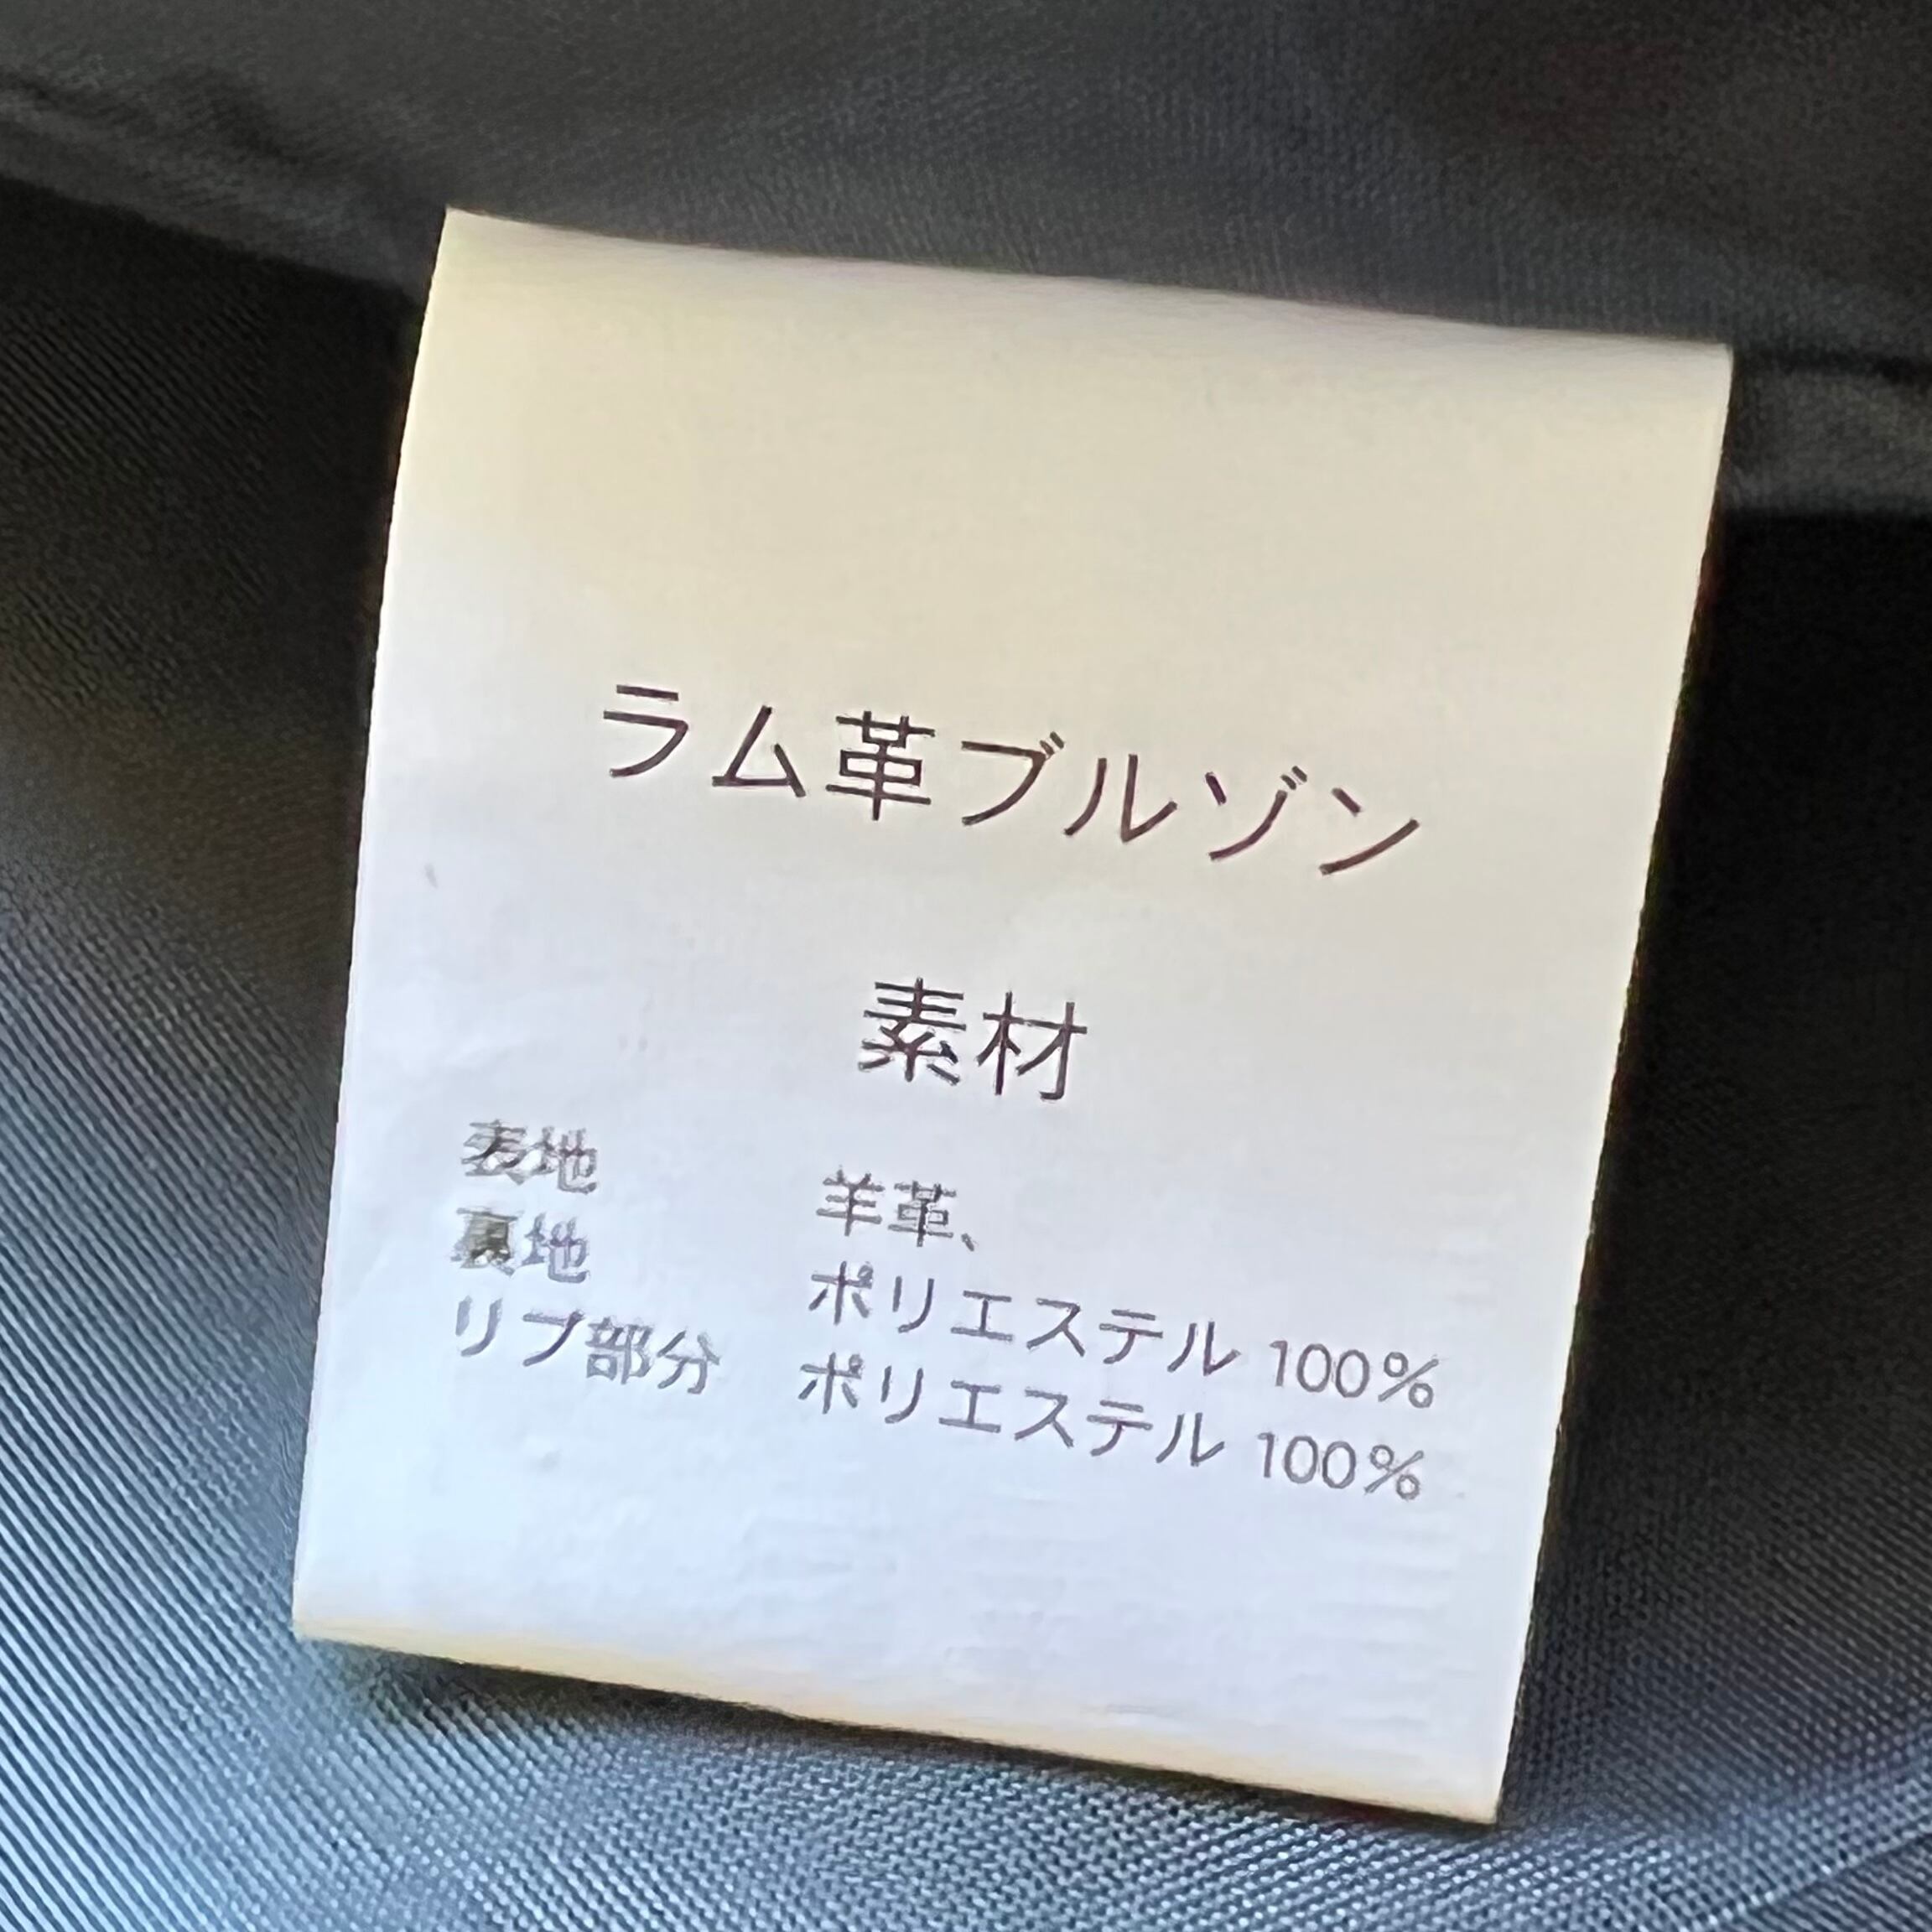 ラム革ブルゾン
素材
表地 羊革、
裏地 ポリエステル 100%
リブ部分 ポリエステル 100%